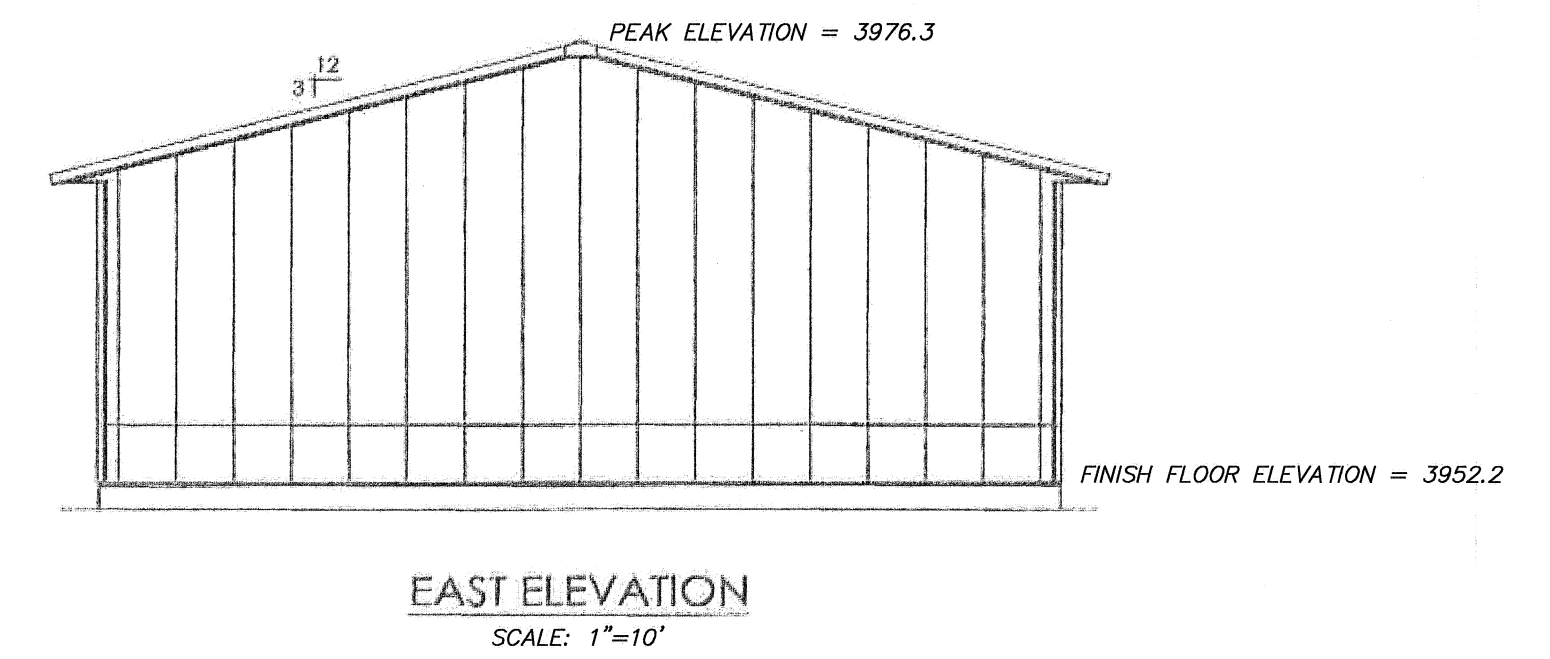 PEAK ELEVATION = 3976.3
12
3
FINISH FLOOR ELEVATION = 3952.2
EAST ELEVATION
SCALE: 1"=10'